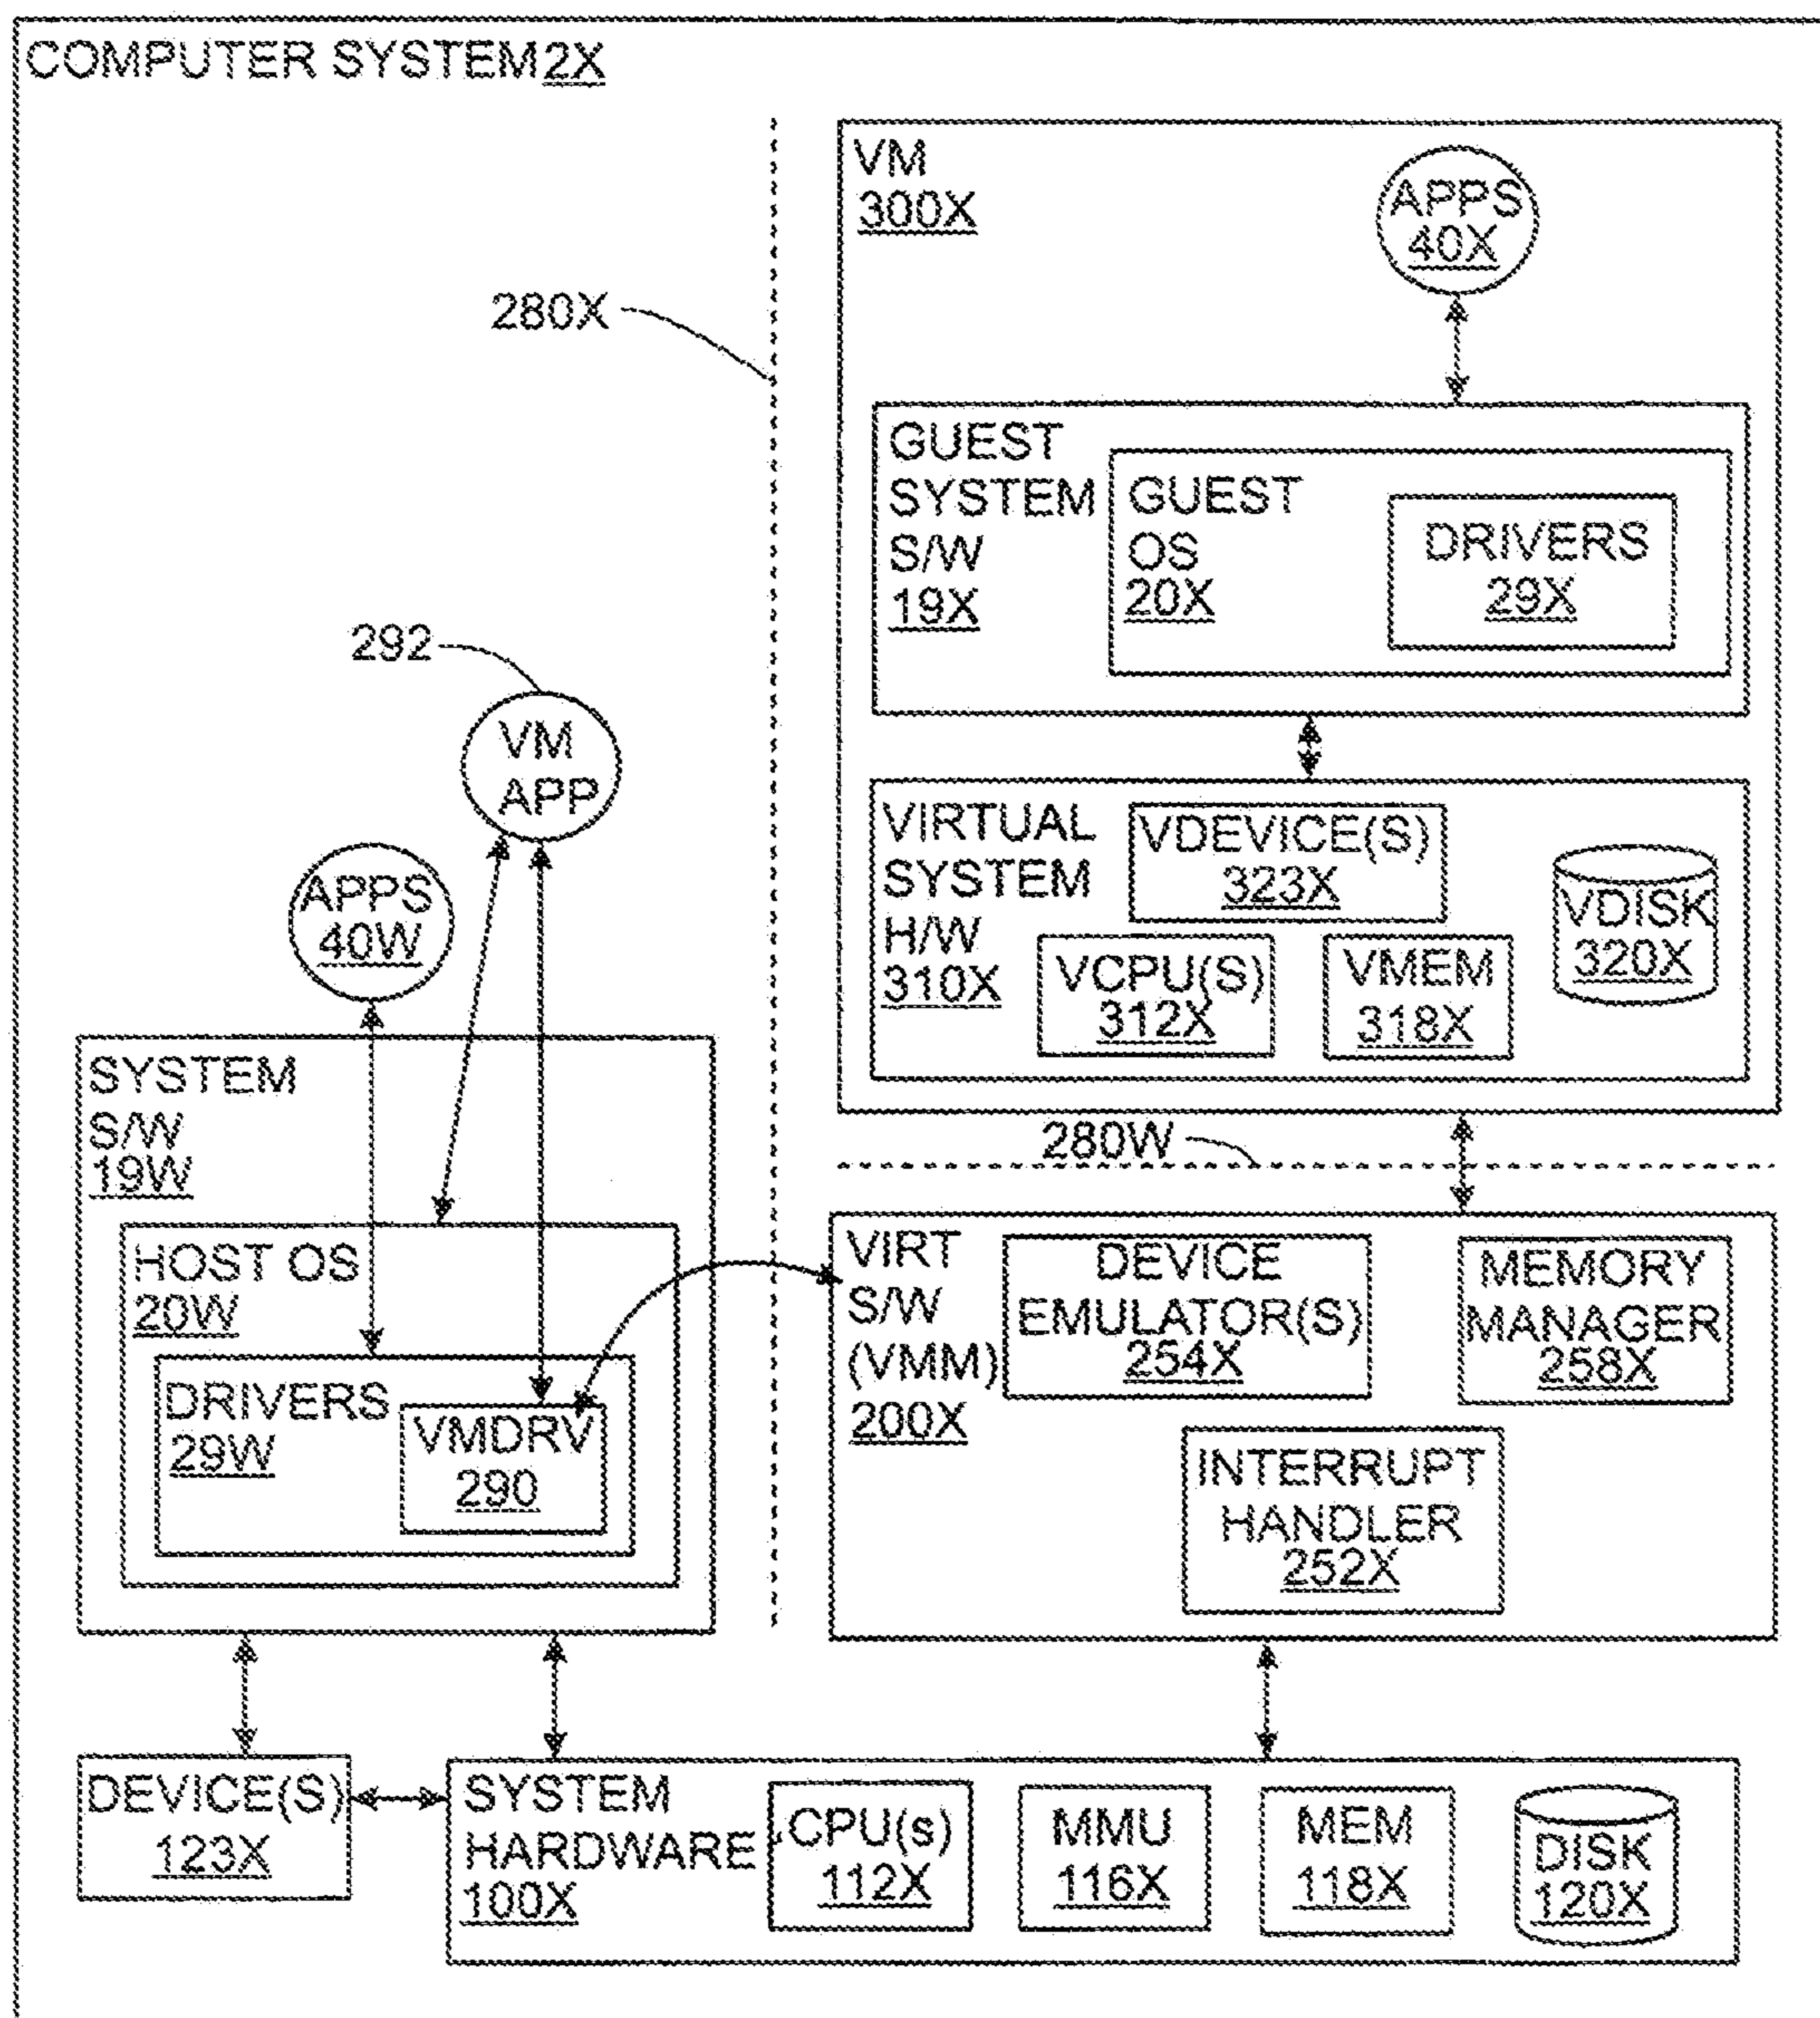 COMPUTER SYSTEM 2X
VM
300X
APPS
40X
280X
GUEST
SYSTEM
S/W
19X
GUEST
OS
20X
DRIVERS
29X
292
VM
APP
VIRTUAL
SYSTEM
H/W
310X
VDEVICE(S)
323X
VCPU(S)
312X
VMEM
318X
VDISK
320X
APPS
40W
SYSTEM
S/W
19W
280W
HOST OS
20W
DRIVERS
29W
VMDRV
290
VIRT
S/W
(VMM)
200X
DEVICE
EMULATOR(S)
254X
MEMORY
MANAGER
258X
INTERRUPT
HANDLER
252X
DEVICE(S)
123X
SYSTEM
HARDWARE
100X
CPU(s)
112X
MMU
116X
MEM
118X
DISK
120X